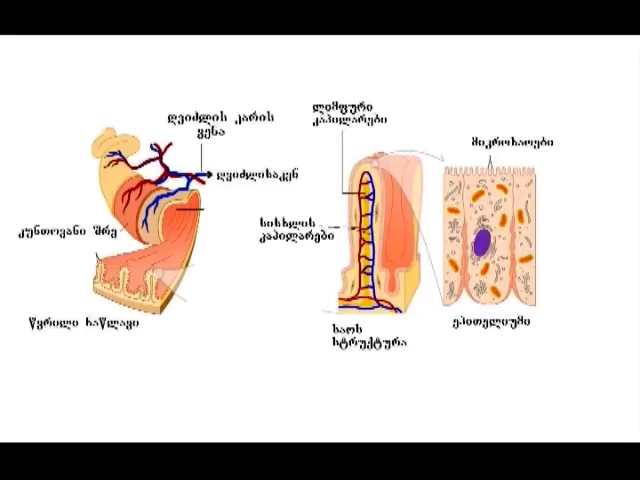 ღვიძლის კარის
ვენა
ღვიძლისაკენ
კუნთოვანი შრე
წვრილი ნაწლავი
ლიმფური
კაპილარები
სისხლის
კაპილარები
ხაოს
სტრუქტურა
მიკროხაოები
ეპითელიუმი